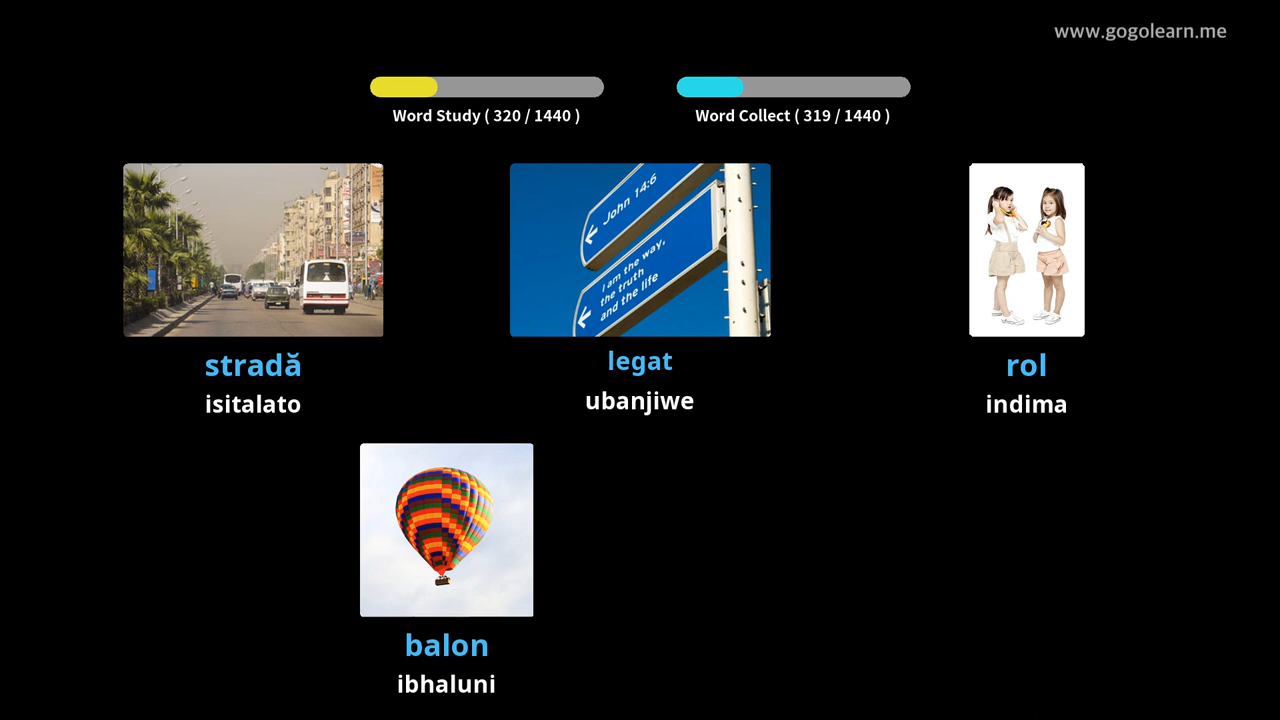 www.gogolearn.me
Word Study ( 320 / 1440 )
Word Collect ( 319 / 1440 )
John 14:6
I am the way,
the truth
and the life
stradă
isitalato
legat
ubanjiwe
rol
indima
balon
ibhaluni